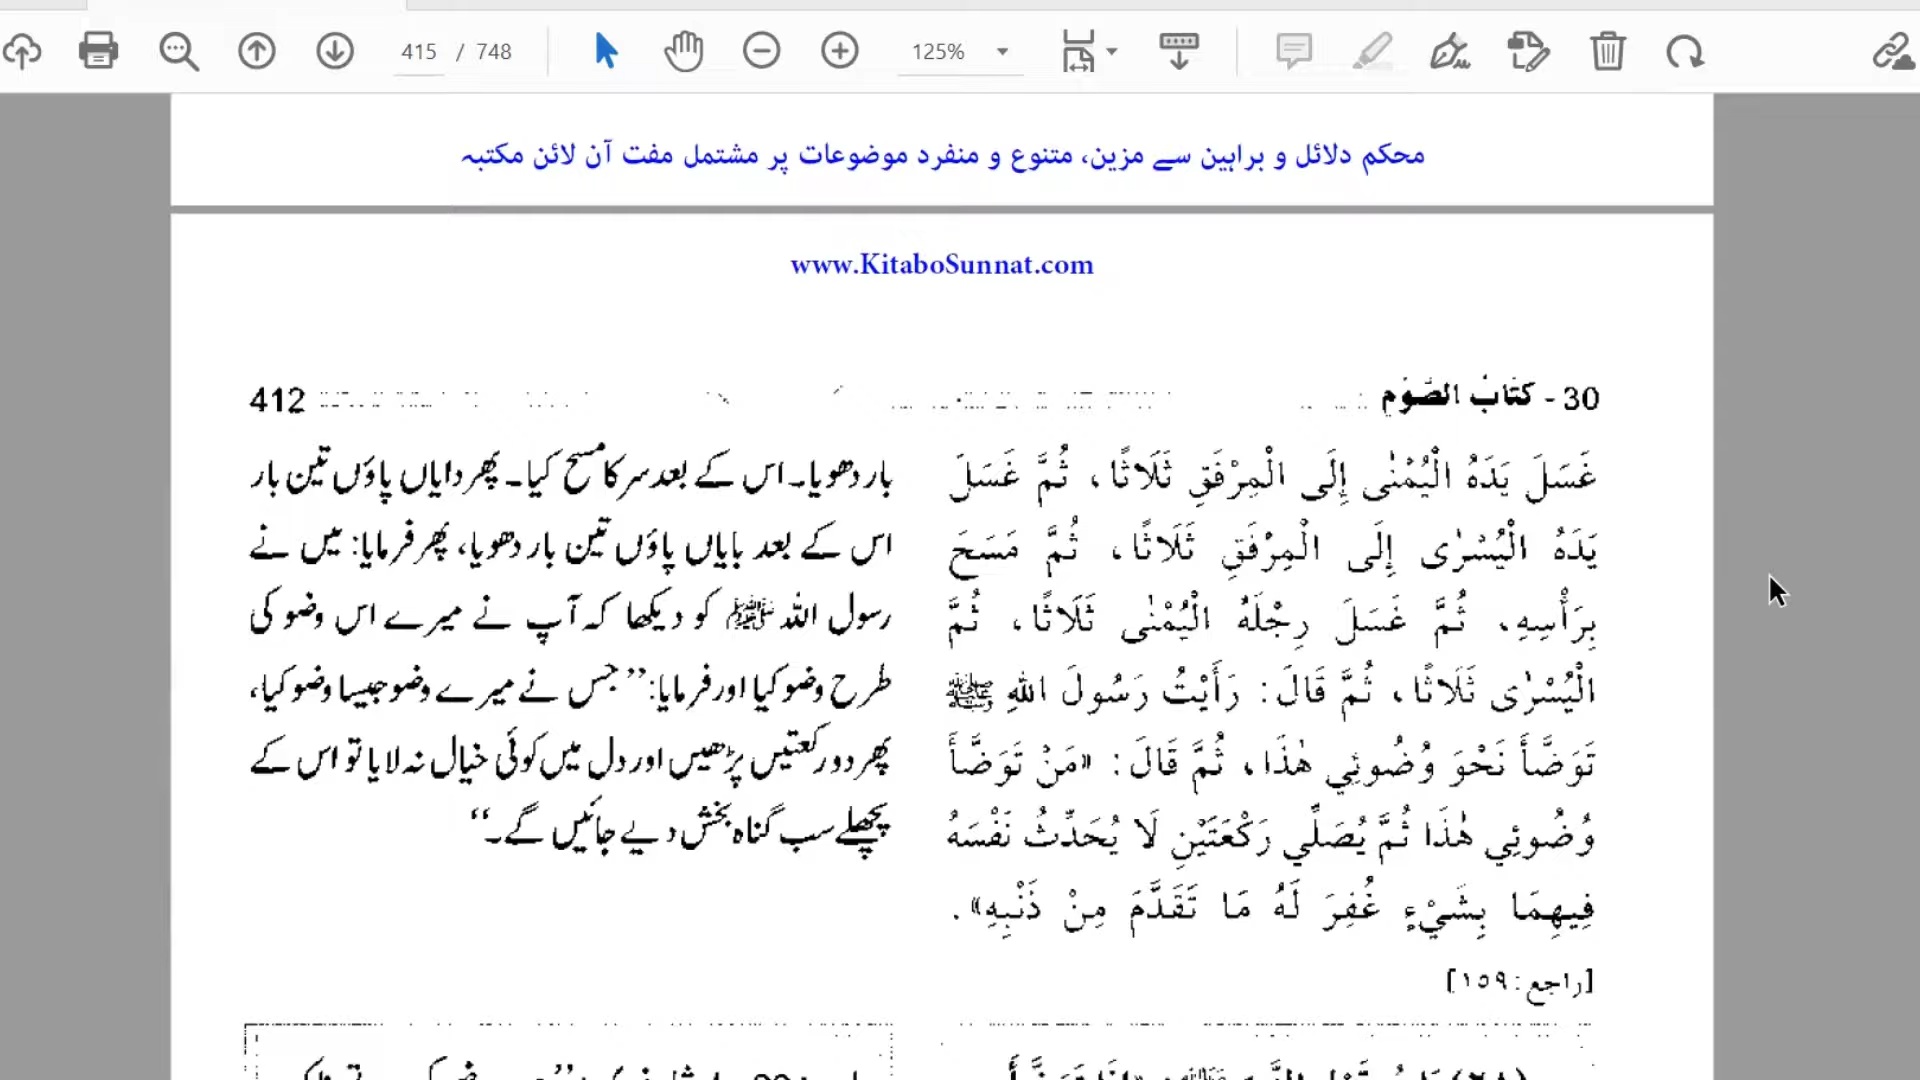 415 / 748
125%
محکم دلائل و براہین سے مزین، متنوع و منفرد موضوعات پر مشتمل مفت آن لائن مکتبہ
www.KitaboSunnat.com
30 - كتابُ الصَّوْم
412
غَسَلَ يَدَهُ الْيُمْنٰى إِلَى الْمِرْفَقِ ثَلَاثًا، ثُمَّ غَسَلَ
يَدَهُ الْيُسْرٰى إِلَى الْمِرْفَقِ ثَلَاثًا، ثُمَّ مَسَحَ
بِرَأْسِهِ، ثُمَّ غَسَلَ رِجْلَهُ الْيُمْنٰى ثَلَاثًا، ثُمَّ
الْيُسْرٰى ثَلَاثًا، ثُمَّ قَالَ: رَأَيْتُ رَسُولَ اللهِ ﷺ
تَوَضَّأَ نَحْوَ وُضُوئِي هٰذَا، ثُمَّ قَالَ: «مَنْ تَوَضَّأَ
وُضُوئِي هٰذَا ثُمَّ يُصَلِّي رَكْعَتَيْنِ لَا يُحَدِّثُ نَفْسَهُ
فِيهِمَا بِشَيْءٍ غُفِرَ لَهُ مَا تَقَدَّمَ مِنْ ذَنْبِهِ».
[راجع: ١٥٩]
بار دھویا۔ اس کے بعد سر کا مسح کیا۔ پھر دایاں پاؤں تین بار
اس کے بعد بایاں پاؤں تین بار دھویا، پھر فرمایا: میں نے
رسول اللہ ﷺ کو دیکھا کہ آپ نے میرے اس وضو کی
طرح وضو کیا اور فرمایا: ’’جس نے میرے وضو جیسا وضو کیا،
پھر دو رکعتیں پڑھیں اور دل میں کوئی خیال نہ لایا تو اس کے
پچھلے سب گناہ بخش دیے جائیں گے۔‘‘